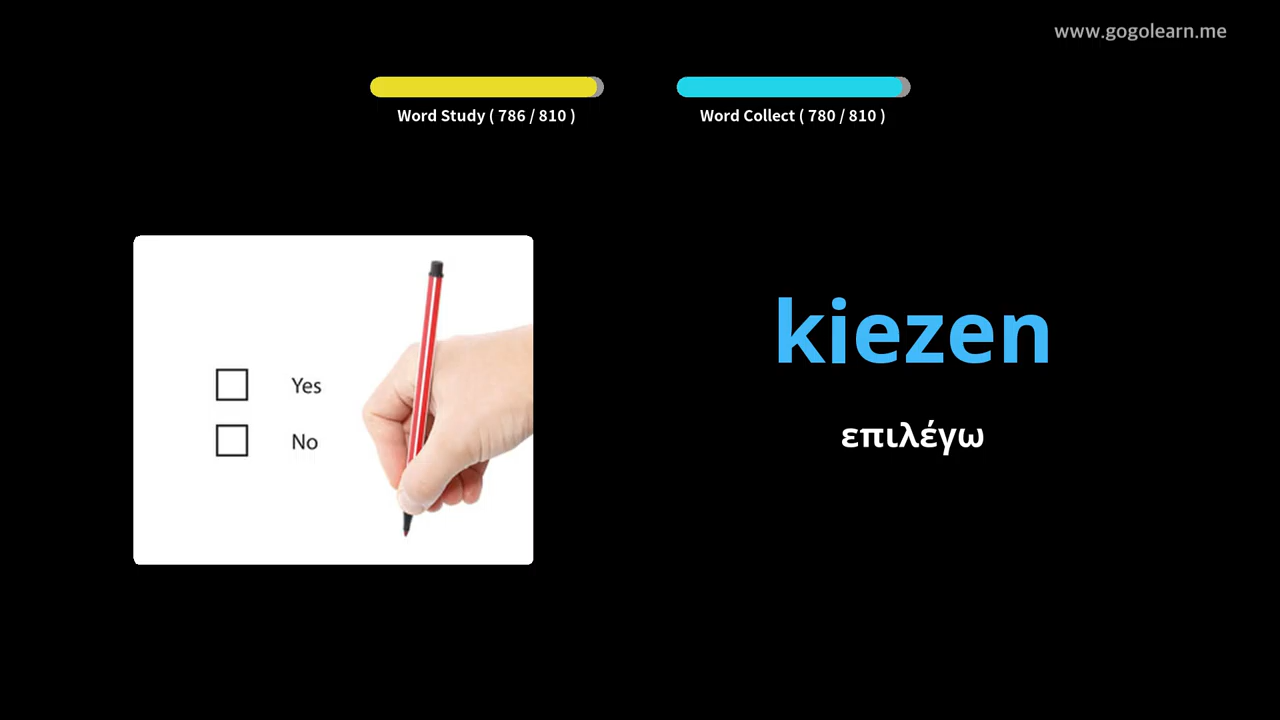 www.gogolearn.me
Word Study ( 786 / 810 )
Word Collect ( 780 / 810 )
Yes
No
kiezen
επιλέγω